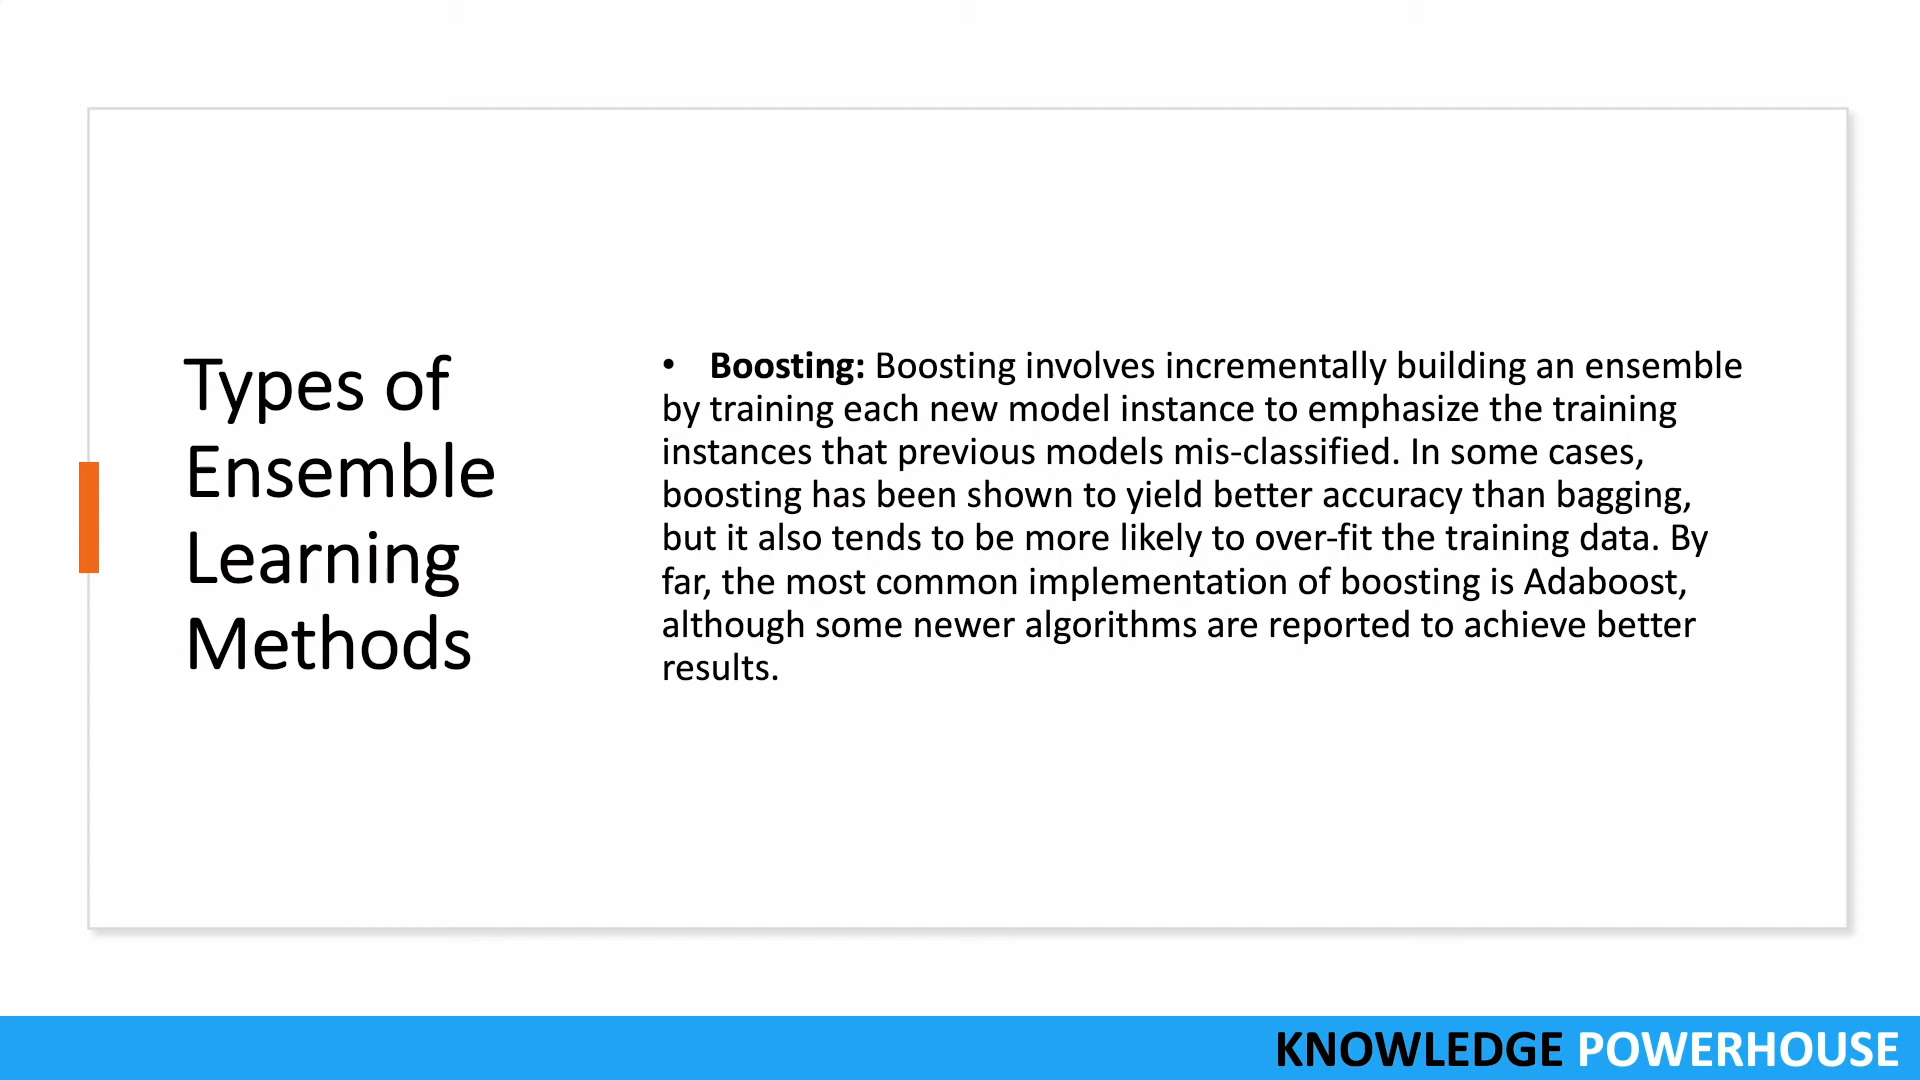 Types of
Ensemble
Learning
Methods
• Boosting: Boosting involves incrementally building an ensemble
by training each new model instance to emphasize the training
instances that previous models mis-classified. In some cases,
boosting has been shown to yield better accuracy than bagging,
but it also tends to be more likely to over-fit the training data. By
far, the most common implementation of boosting is Adaboost,
although some newer algorithms are reported to achieve better
results.
KNOWLEDGE POWERHOUSE